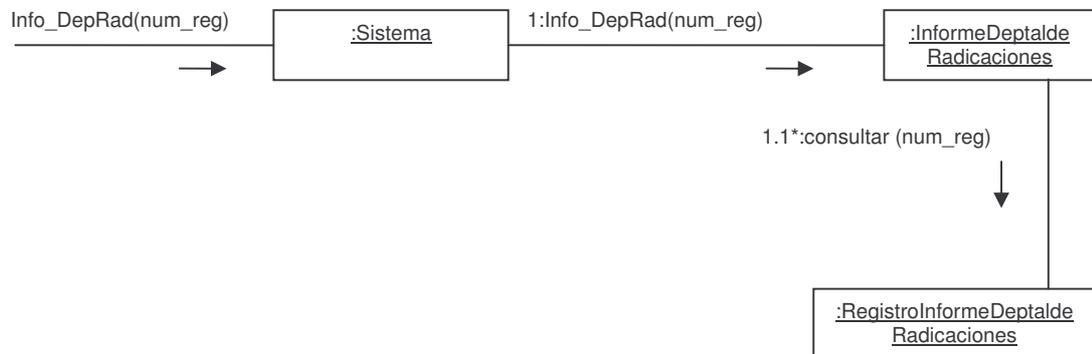 Info_DepRad(num_reg)
:Sistema
1:Info_DepRad(num_reg)
:InformeDeptalde
Radicaciones
1.1*:consultar (num_reg)
:RegistroInformeDeptalde
Radicaciones